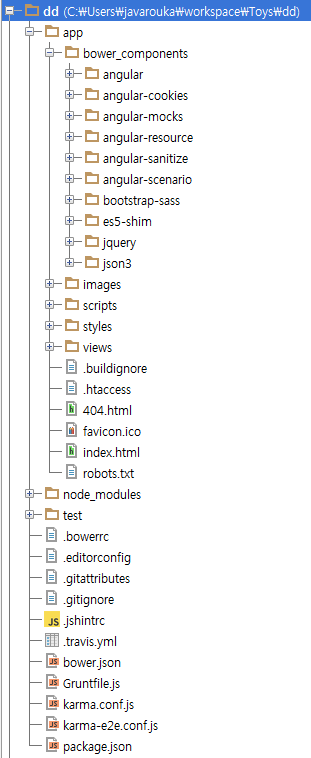 dd (C:₩Users₩javarouka₩workspace₩Toys₩dd)
app
bower_components
angular
angular-cookies
angular-mocks
angular-resource
angular-sanitize
angular-scenario
bootstrap-sass
es5-shim
jquery
json3
images
scripts
styles
views
.buildignore
.htaccess
404.html
favicon.ico
index.html
robots.txt
node_modules
test
.bowerrc
.editorconfig
.gitattributes
.gitignore
JS .jshintrc
.travis.yml
bower.json
Gruntfile.js
karma.conf.js
karma-e2e.conf.js
package.json